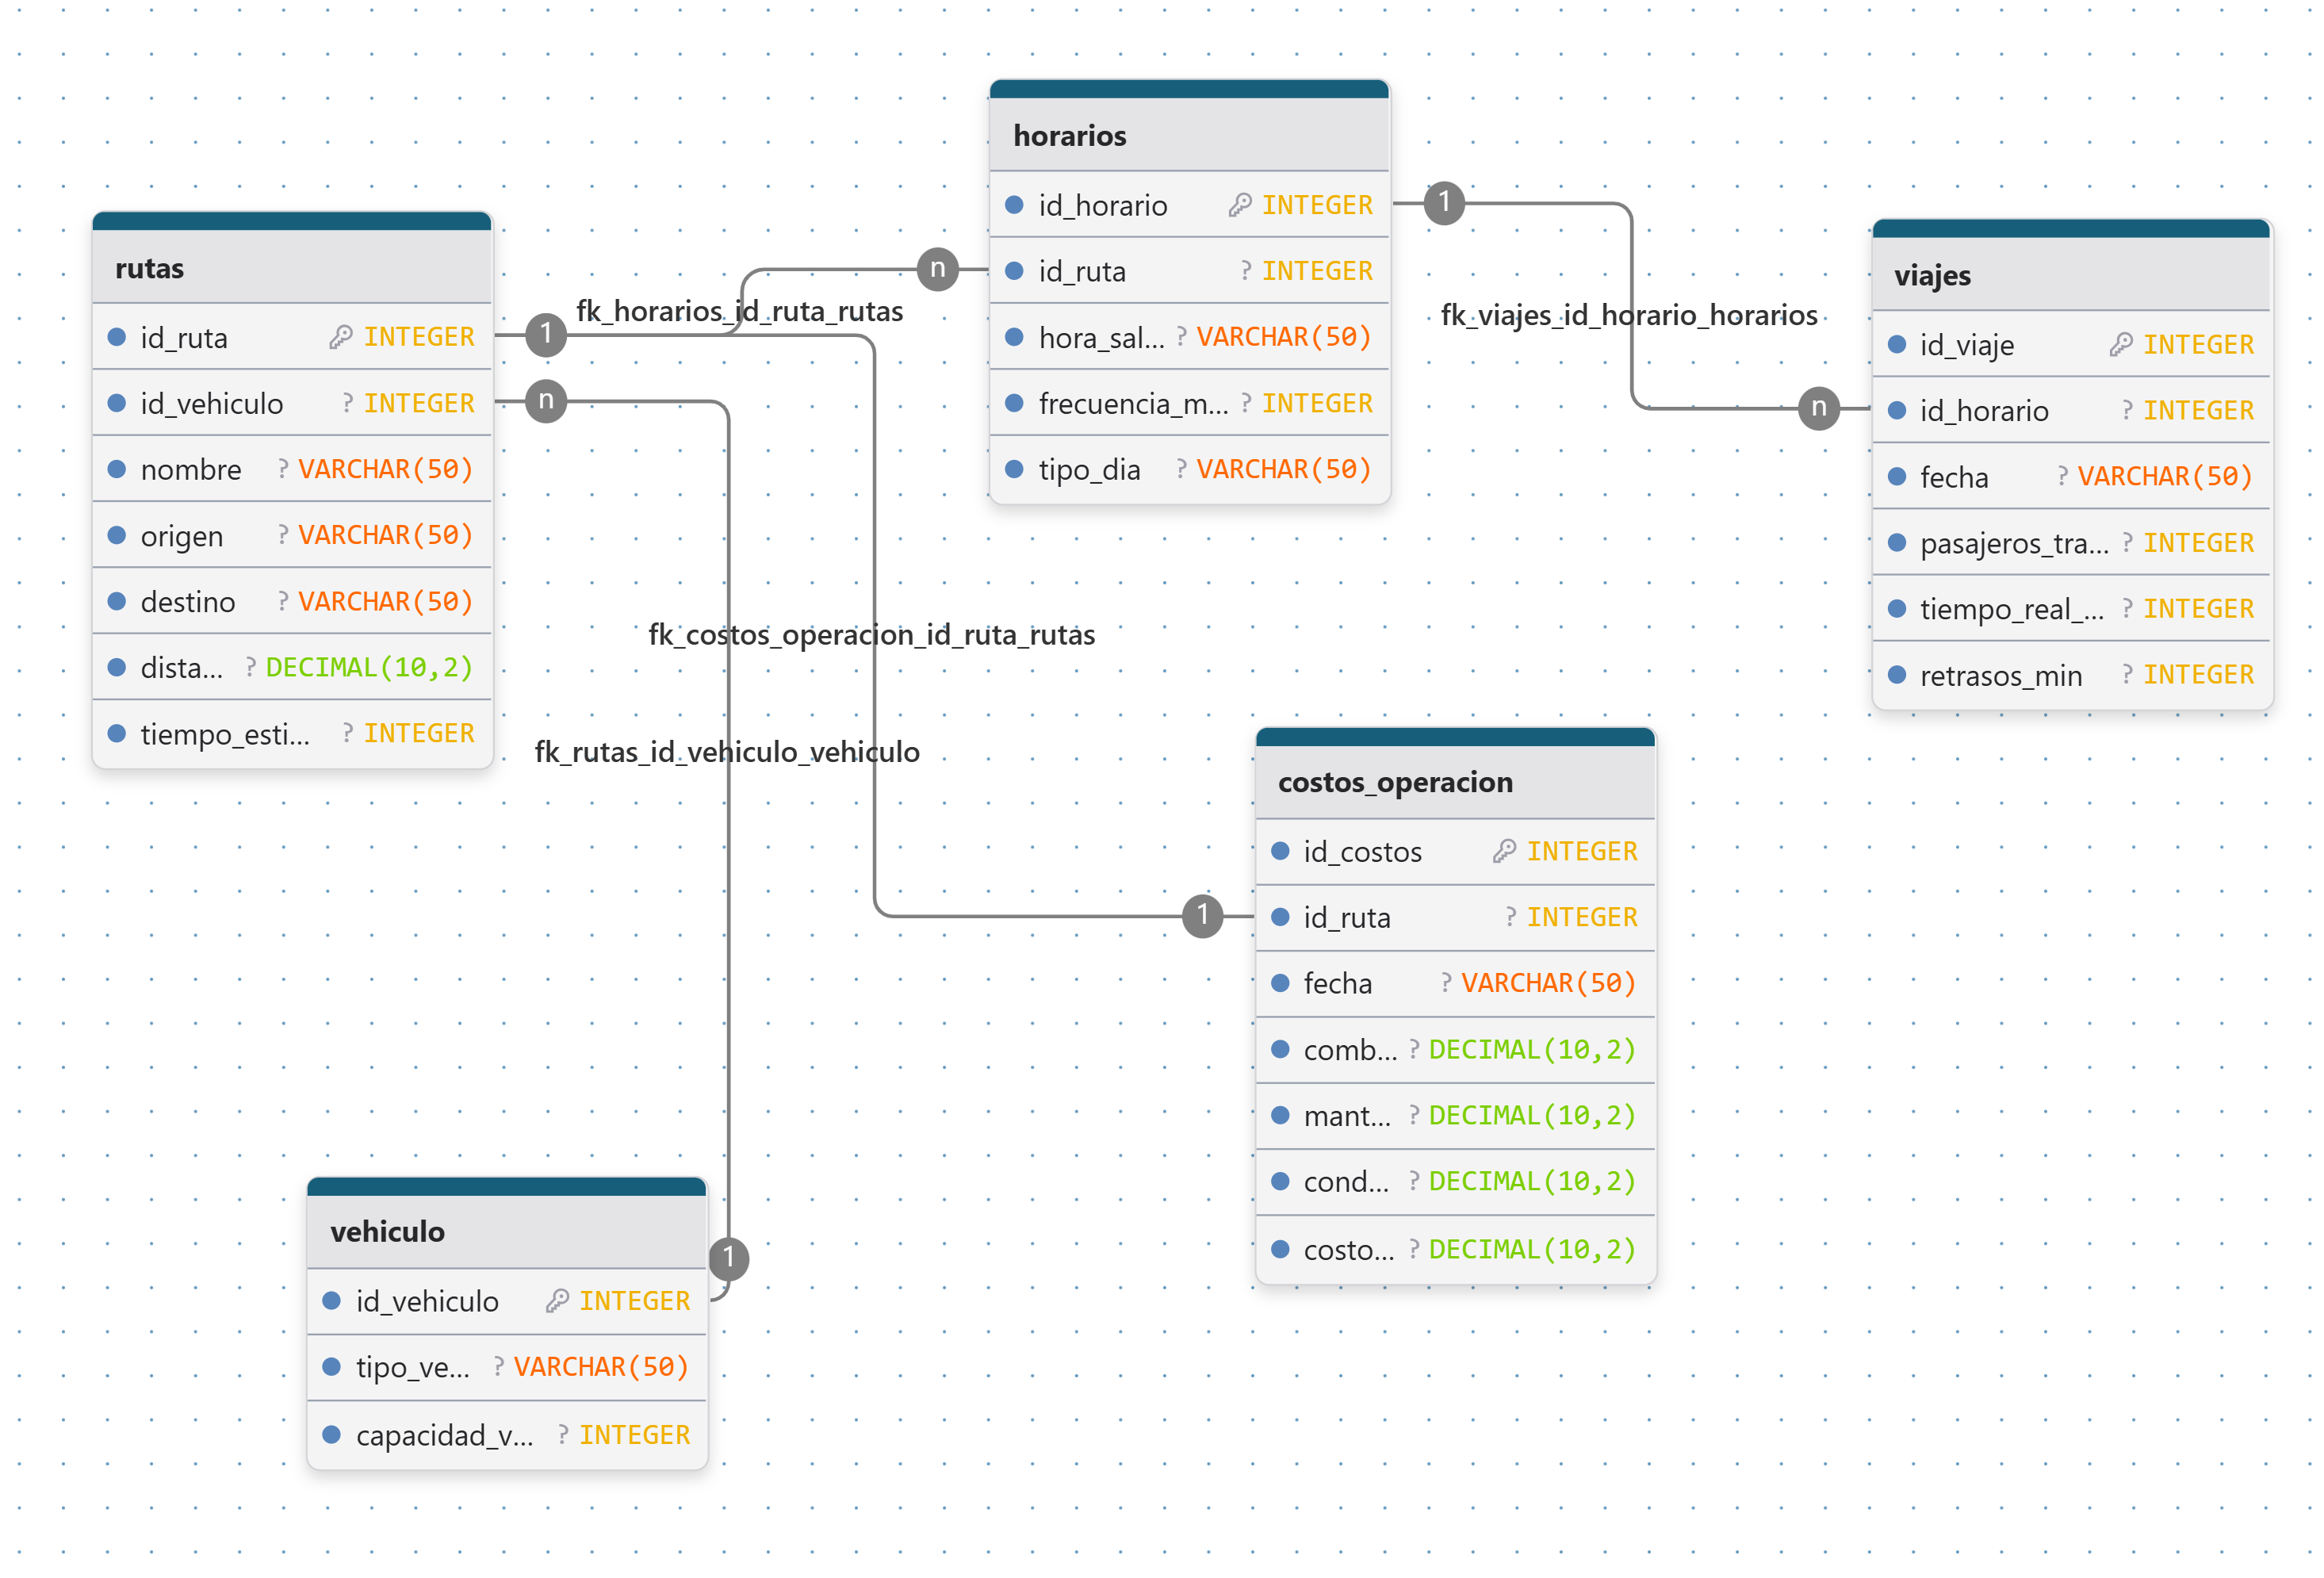 rutas
id_ruta ? INTEGER
id_vehiculo ? INTEGER
nombre ? VARCHAR(50)
origen ? VARCHAR(50)
destino ? VARCHAR(50)
dista... ? DECIMAL(10,2)
tiempo_esti... ? INTEGER
horarios
id_horario INTEGER
id_ruta ? INTEGER
hora_sal... ? VARCHAR(50)
frecuencia_m... ? INTEGER
tipo_dia ? VARCHAR(50)
viajes
id_viaje INTEGER
id_horario ? INTEGER
fecha ? VARCHAR(50)
pasajeros_tra... ? INTEGER
tiempo_real_... ? INTEGER
retrasos_min ? INTEGER
costos_operacion
id_costos INTEGER
id_ruta ? INTEGER
fecha ? VARCHAR(50)
comb... ? DECIMAL(10,2)
mant... ? DECIMAL(10,2)
cond... ? DECIMAL(10,2)
costo... ? DECIMAL(10,2)
vehiculo
id_vehiculo INTEGER
tipo_ve... ? VARCHAR(50)
capacidad_v... ? INTEGER
1
n
fk_horarios_id_ruta_rutas
n
1
fk_viajes_id_horario_horarios
n
fk_costos_operacion_id_ruta_rutas
1
fk_rutas_id_vehiculo_vehiculo
1